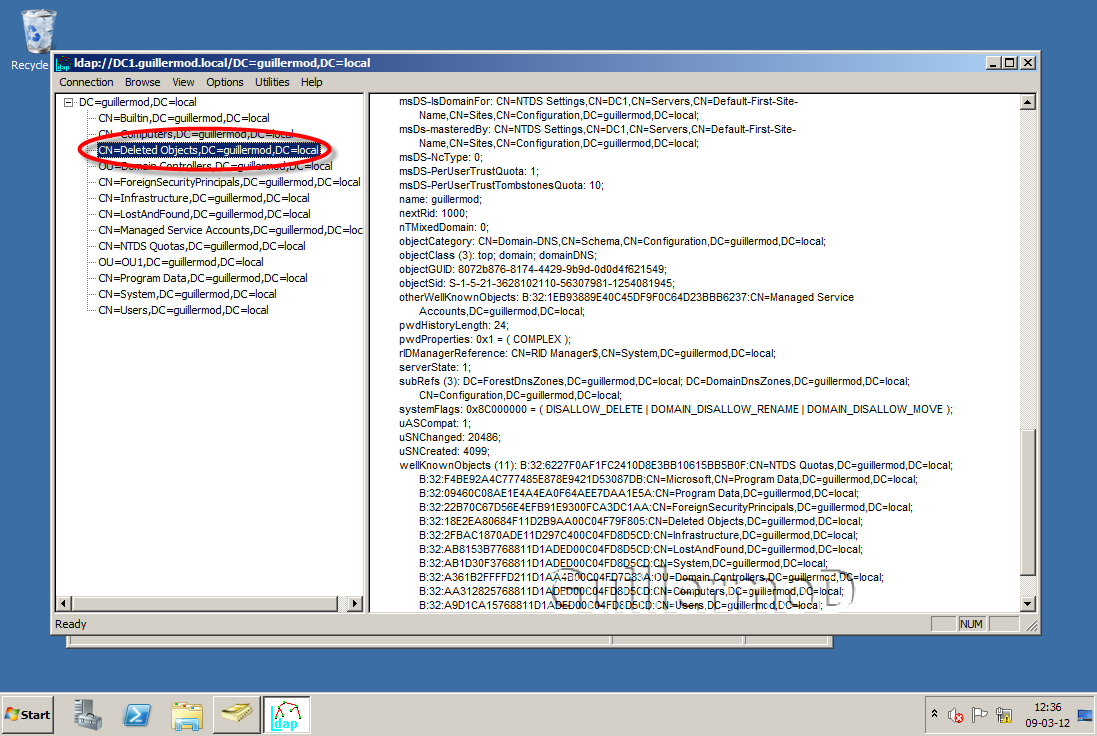 Recycle
ldap://DC1.guillermod.local/DC=guillermod,DC=local
Connection Browse View Options Utilities Help
DC=guillermod,DC=local
CN=Builtin,DC=guillermod,DC=local
CN=Computers,DC=guillermod,DC=local
CN=Deleted Objects,DC=guillermod,DC=local
OU=Domain Controllers,DC=guillermod,DC=local
CN=ForeignSecurityPrincipals,DC=guillermod,DC=local
CN=Infrastructure,DC=guillermod,DC=local
CN=LostAndFound,DC=guillermod,DC=local
CN=Managed Service Accounts,DC=guillermod,DC=loc
CN=NTDS Quotas,DC=guillermod,DC=local
OU=OU1,DC=guillermod,DC=local
CN=Program Data,DC=guillermod,DC=local
CN=System,DC=guillermod,DC=local
CN=Users,DC=guillermod,DC=local
msDS-IsDomainFor: CN=NTDS Settings,CN=DC1,CN=Servers,CN=Default-First-Site-
Name,CN=Sites,CN=Configuration,DC=guillermod,DC=local;
msDs-masteredBy: CN=NTDS Settings,CN=DC1,CN=Servers,CN=Default-First-Site-
Name,CN=Sites,CN=Configuration,DC=guillermod,DC=local;
msDS-NcType: 0;
msDS-PerUserTrustQuota: 1;
msDS-PerUserTrustTombstonesQuota: 10;
name: guillermod;
nextRid: 1000;
nTMixedDomain: 0;
objectCategory: CN=Domain-DNS,CN=Schema,CN=Configuration,DC=guillermod,DC=local;
objectClass (3): top; domain; domainDNS;
objectGUID: 8072b876-8174-4429-9b9d-0d0d4f621549;
objectSid: S-1-5-21-3628102110-56307981-1254081945;
otherWellKnownObjects: B:32:1EB93889E40C45DF9F0C64D23BBB6237:CN=Managed Service
Accounts,DC=guillermod,DC=local;
pwdHistoryLength: 24;
pwdProperties: 0x1 = ( COMPLEX );
rIDManagerReference: CN=RID Manager$,CN=System,DC=guillermod,DC=local;
serverState: 1;
subRefs (3): DC=ForestDnsZones,DC=guillermod,DC=local; DC=DomainDnsZones,DC=guillermod,DC=local;
CN=Configuration,DC=guillermod,DC=local;
systemFlags: 0x8C000000 = ( DISALLOW_DELETE | DOMAIN_DISALLOW_RENAME | DOMAIN_DISALLOW_MOVE );
uASCompat: 1;
uSNChanged: 20486;
uSNCreated: 4099;
wellKnownObjects (11): B:32:6227F0AF1FC2410D8E3BB10615BB5B0F:CN=NTDS Quotas,DC=guillermod,DC=local;
B:32:F4BE92A4C777485E878E9421D53087DB:CN=Microsoft,CN=Program Data,DC=guillermod,DC=local;
B:32:09460C08AE1E4A4EA0F64AEE7DAA1E5A:CN=Program Data,DC=guillermod,DC=local;
B:32:22B70C67D56E4EFB91E9300FCA3DC1AA:CN=ForeignSecurityPrincipals,DC=guillermod,DC=local;
B:32:18E2EA80684F11D2B9AA00C04F79F805:CN=Deleted Objects,DC=guillermod,DC=local;
B:32:2FBAC1870ADE11D297C400C04FD8D5CD:CN=Infrastructure,DC=guillermod,DC=local;
B:32:AB8153B7768811D1ADED00C04FD8D5CD:CN=LostAndFound,DC=guillermod,DC=local;
B:32:AB1D30F3768811D1ADED00C04FD8D5CD:CN=System,DC=guillermod,DC=local;
B:32:A361B2FFFFD211D1AA4B00C04FD7D83A:OU=Domain Controllers,DC=guillermod,DC=local;
B:32:AA312825768811D1ADED00C04FD8D5CD:CN=Computers,DC=guillermod,DC=local;
B:32:A9D1CA15768811D1ADED00C04FD8D5CD:CN=Users,DC=guillermod,DC=local;
GuillermoD
Ready
NUM
Start
ldap
12:36
09-03-12